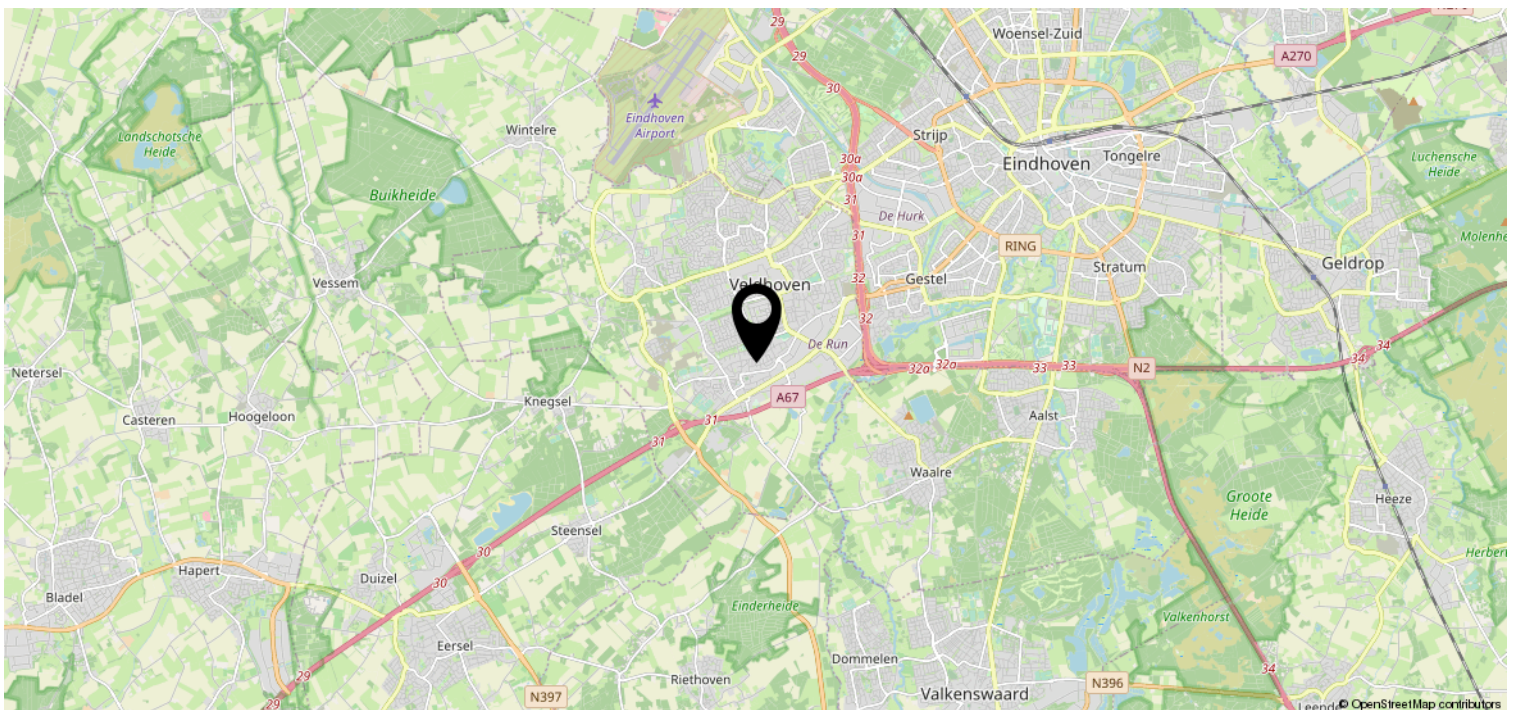 29
29
30
Woensel-Zuid
A270
Landschotsche
Heide
Wintelre
Eindhoven
Airport
Strijp
Eindhoven
Tongelre
Luchensche
Heide
30a
30a
31
Buikheide
De Hurk
31
RING
Molenhe
Vessem
32
Gestel
Stratum
Geldrop
Veldhoven
32
De Run
34
34
Netersel
32a
32a
33
33
N2
A67
Knegsel
Casteren
Hoogeloon
31
31
Aalst
Waalre
Groote
Heide
Heeze
Steensel
30
30
Hapert
Duizel
Bladel
Einderheide
Valkenhorst
Herbert
Eersel
Dommelen
34
29
29
Riethoven
N397
Valkenswaard
N396
Leende
© OpenStreetMap contributors